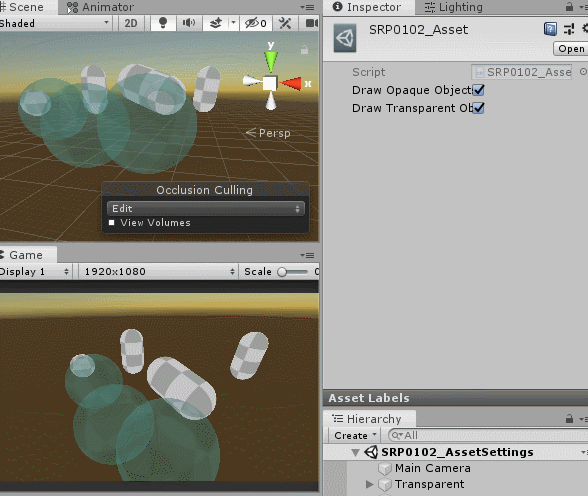 Scene
Animator
Shaded
2D
0
y
x
Persp
Occlusion Culling
Edit
View Volumes
Game
Display 1
1920x1080
Scale
Inspector
Lighting
SRP0102_Asset
Open
Script
SRP0102_Asse
Draw Opaque Object
Draw Transparent Ob
Asset Labels
Hierarchy
Create
All
SRP0102_AssetSettings
Main Camera
Transparent